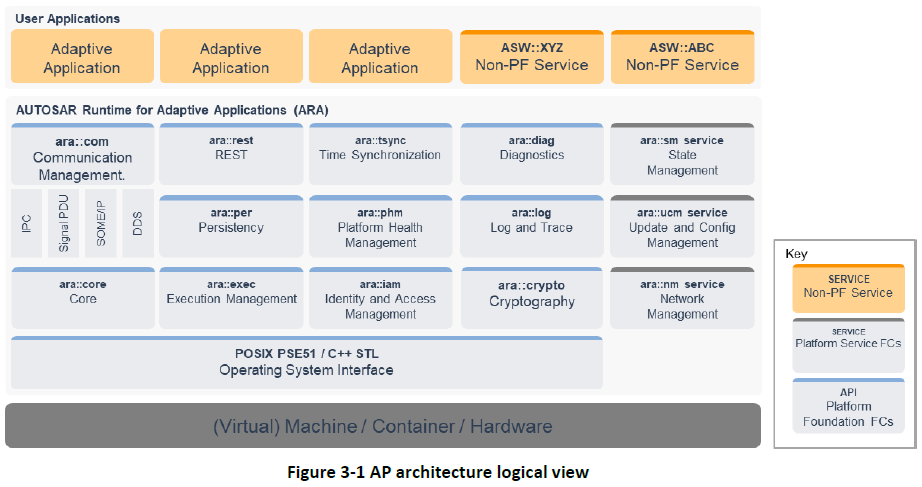 User Applications
Adaptive
Application
Adaptive
Application
Adaptive
Application
ASW::XYZ
Non-PF Service
ASW::ABC
Non-PF Service
AUTOSAR Runtime for Adaptive Applications (ARA)
ara::com
Communication
Management.
IPC
Signal PDU
SOME/IP
DDS
ara::rest
REST
ara::tsync
Time Synchronization
ara::diag
Diagnostics
ara::sm service
State
Management
ara::per
Persistency
ara::phm
Platform Health
Management
ara::log
Log and Trace
ara::ucm service
Update and Config
Management
ara::core
Core
ara::exec
Execution Management
ara::iam
Identity and Access
Management
ara::crypto
Cryptography
ara::nm service
Network
Management
POSIX PSE51 / C++ STL
Operating System Interface
(Virtual) Machine / Container / Hardware
Key
SERVICE
Non-PF Service
SERVICE
Platform Service FCs
API
Platform
Foundation FCs
Figure 3-1 AP architecture logical view